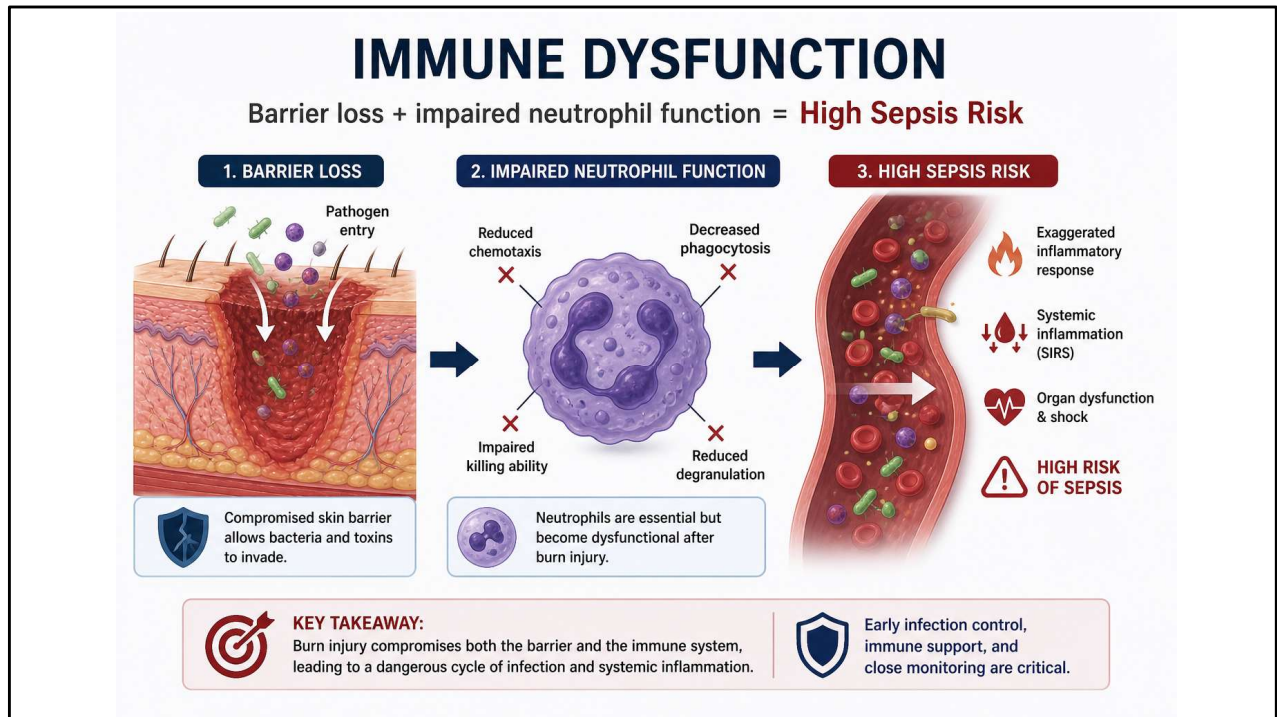 IMMUNE DYSFUNCTION
Barrier loss + impaired neutrophil function = High Sepsis Risk
1. BARRIER LOSS
Pathogen
entry
Compromised skin barrier
allows bacteria and toxins
to invade.
2. IMPAIRED NEUTROPHIL FUNCTION
Reduced
chemotaxis
Decreased
phagocytosis
Impaired
killing ability
Reduced
degranulation
Neutrophils are essential but
become dysfunctional after
burn injury.
3. HIGH SEPSIS RISK
Exaggerated
inflammatory
response
Systemic
inflammation
(SIRS)
Organ dysfunction
& shock
HIGH RISK
OF SEPSIS
KEY TAKEAWAY:
Burn injury compromises both the barrier and the immune system,
leading to a dangerous cycle of infection and systemic inflammation.
Early infection control,
immune support, and
close monitoring are critical.